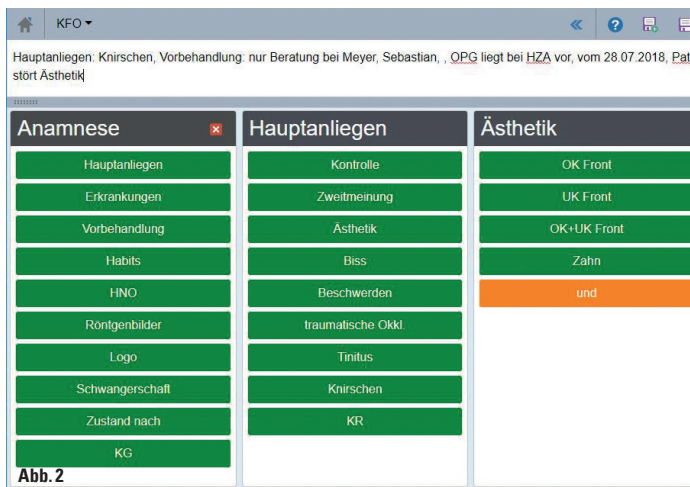 KFO
Hauptanliegen: Knirschen, Vorbehandlung: nur Beratung bei Meyer, Sebastian, , OPG liegt bei HZA vor, vom 28.07.2018, Pat
stört Ästhetik
Anamnese
Hauptanliegen
Erkrankungen
Vorbehandlung
Habits
HNO
Röntgenbilder
Logo
Schwangerschaft
Zustand nach
KG
Hauptanliegen
Kontrolle
Zweitmeinung
Ästhetik
Biss
Beschwerden
traumatische Okkl.
Tinitus
Knirschen
KR
Ästhetik
OK Front
UK Front
OK+UK Front
Zahn
und
Abb. 2